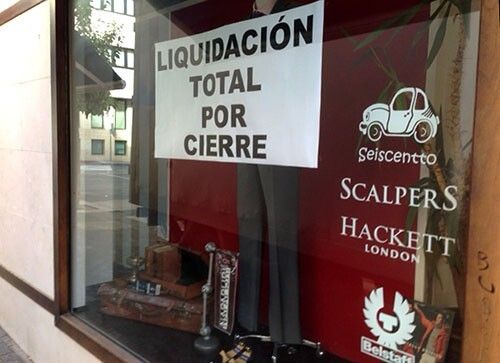 LIQUIDACIÓN
TOTAL
POR
CIERRE
Seiscentto
SCALPERS
HACKETT
LONDON
Belstaff